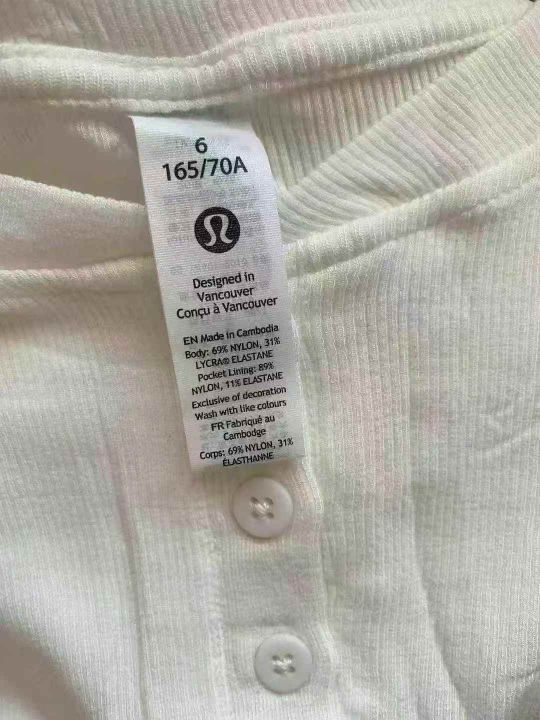 6
165/70A
Designed in
Vancouver
Conçu à Vancouver
EN Made in Cambodia
Body: 69% NYLON, 31%
LYCRA® ELASTANE
Pocket Lining: 89%
NYLON, 11% ELASTANE
Exclusive of decoration
Wash with like colours
FR Fabriqué au
Cambodge
Corps: 69% NYLON, 31%
ÉLASTHANNE